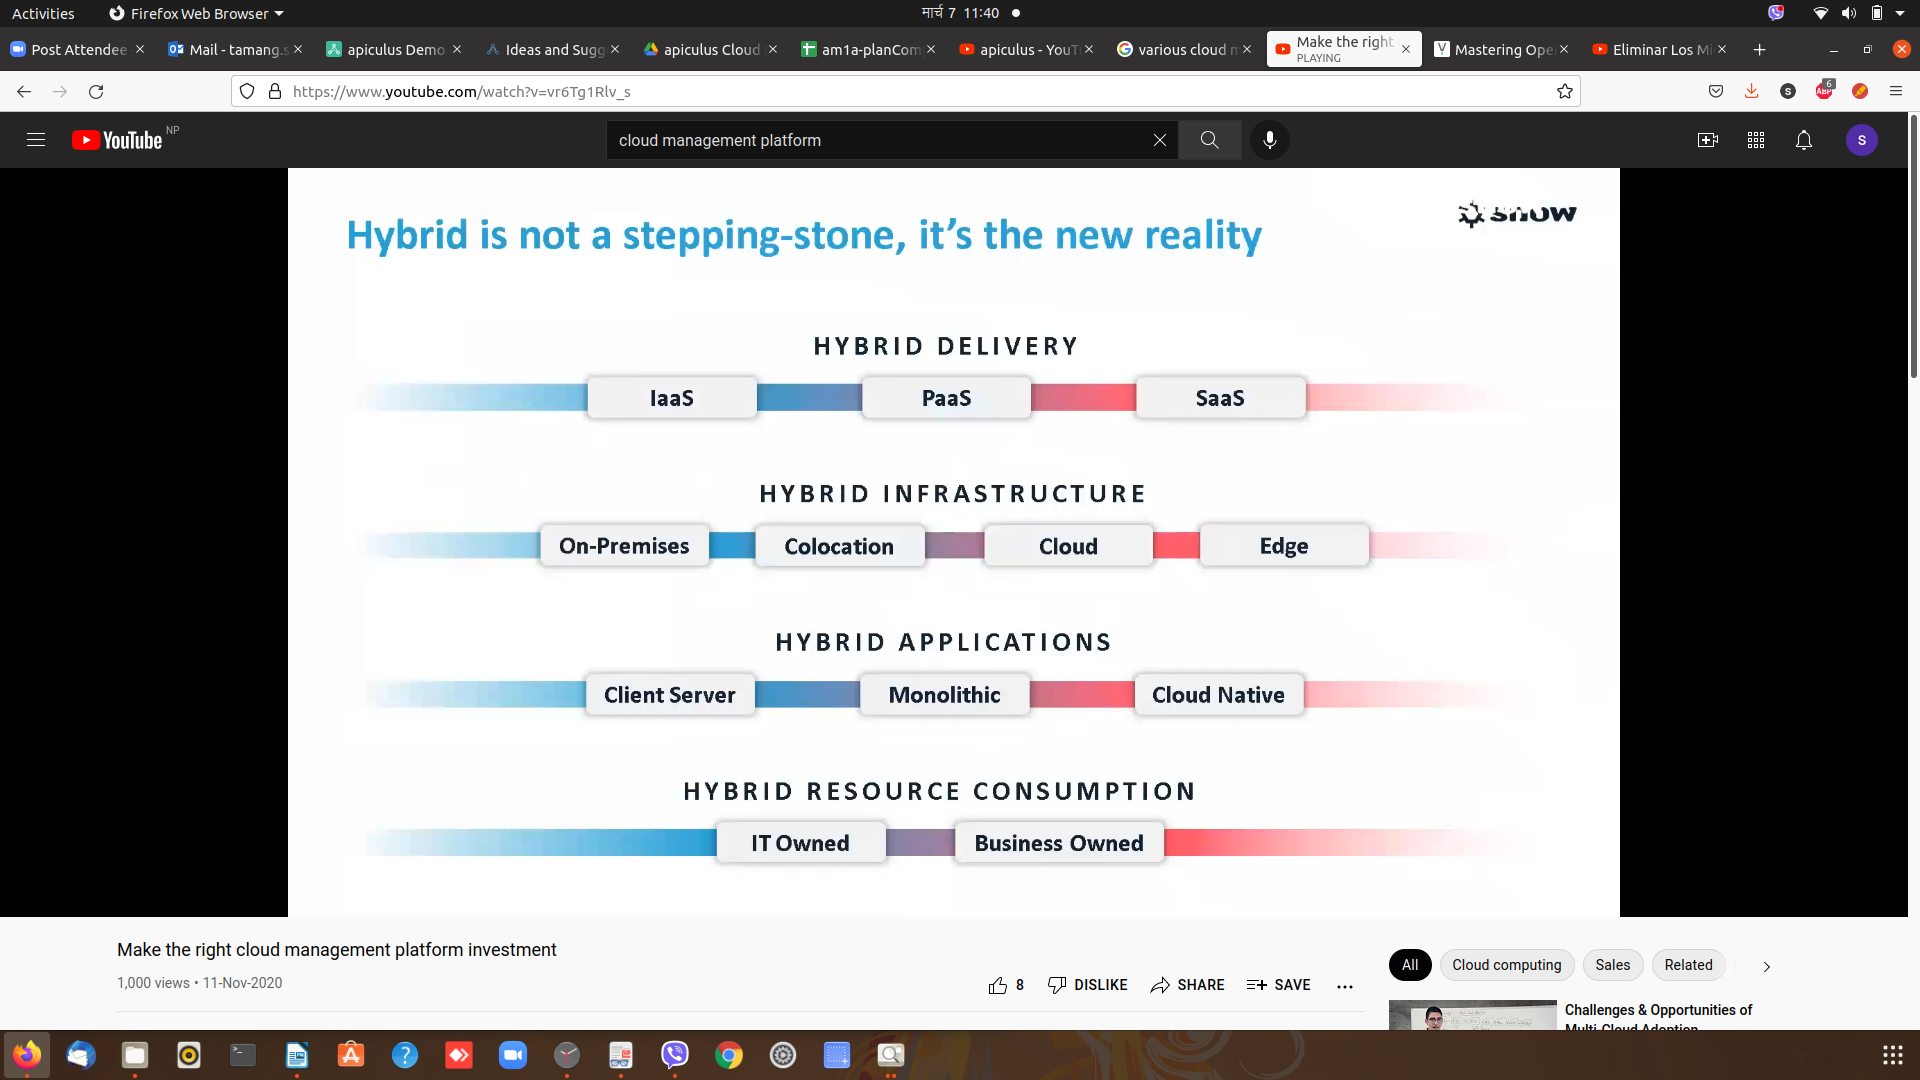 Activities
Firefox Web Browser
मार्च 7 11:40
Post Attendee
Mail - tamang.s
apiculus Demo
Ideas and Sugg
apiculus Cloud
am1a-planCom
apiculus - YouT
various cloud m
Make the right
PLAYING
Mastering Ope
Eliminar Los Mi
https://www.youtube.com/watch?v=vr6Tg1Rlv_s
6
ABP
YouTube NP
cloud management platform
S
Hybrid is not a stepping-stone, it's the new reality
snow
HYBRID DELIVERY
IaaS PaaS SaaS
HYBRID INFRASTRUCTURE
On-Premises Colocation Cloud Edge
HYBRID APPLICATIONS
Client Server Monolithic Cloud Native
HYBRID RESOURCE CONSUMPTION
IT Owned Business Owned
Make the right cloud management platform investment
1,000 views • 11-Nov-2020
8 DISLIKE SHARE SAVE
All Cloud computing Sales Related
Challenges & Opportunities of
Multi-Cloud Adoption